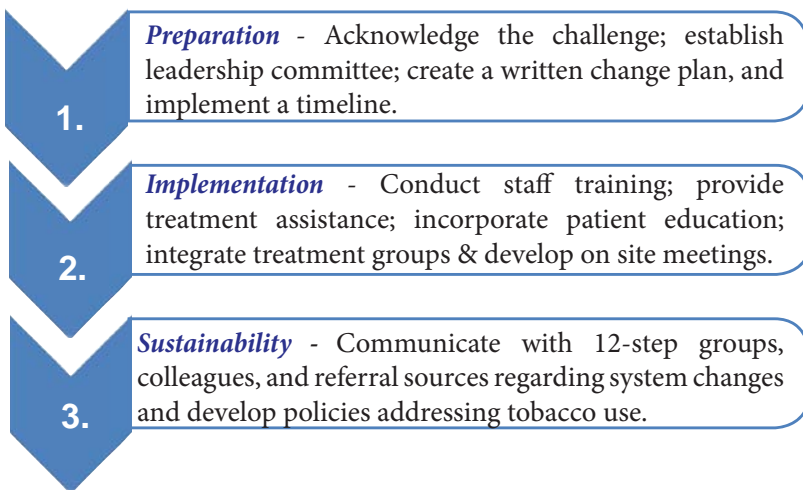 1.
Preparation - Acknowledge the challenge; establish
leadership committee; create a written change plan, and
implement a timeline.
2.
Implementation - Conduct staff training; provide
treatment assistance; incorporate patient education;
integrate treatment groups & develop on site meetings.
3.
Sustainability - Communicate with 12-step groups,
colleagues, and referral sources regarding system changes
and develop policies addressing tobacco use.